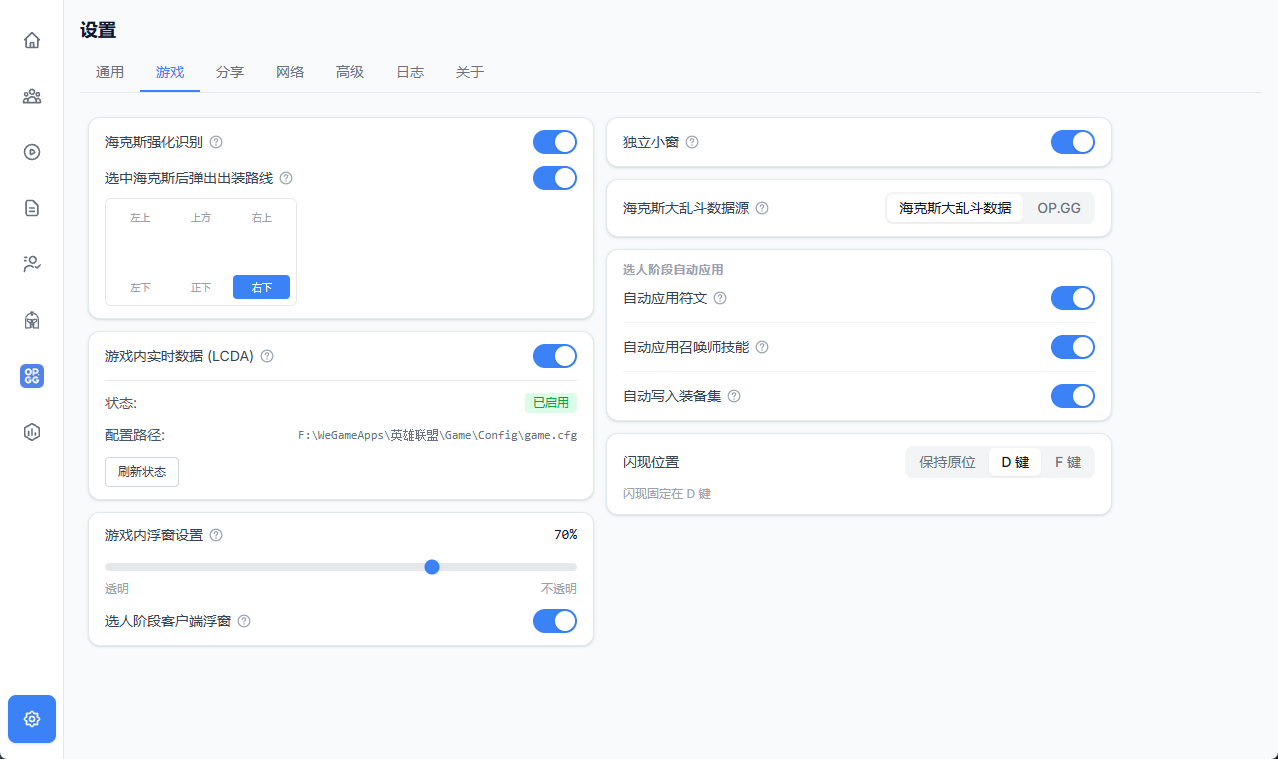 设置
通用 游戏 分享 网络 高级 日志 关于
海克斯强化识别
选中海克斯后弹出出装路线
左上 上方 右上
左下 正下 右下
游戏内实时数据 (LCDA)
状态: 已启用
配置路径: F:\WeGameApps\英雄联盟\Game\Config\game.cfg
刷新状态
游戏内浮窗设置 70%
透明 不透明
选人阶段客户端浮窗
独立小窗
海克斯大乱斗数据源 海克斯大乱斗数据 OP.GG
选人阶段自动应用
自动应用符文
自动应用召唤师技能
自动写入装备集
闪现位置 保持原位 D 键 F 键
闪现固定在 D 键
OP.
GG